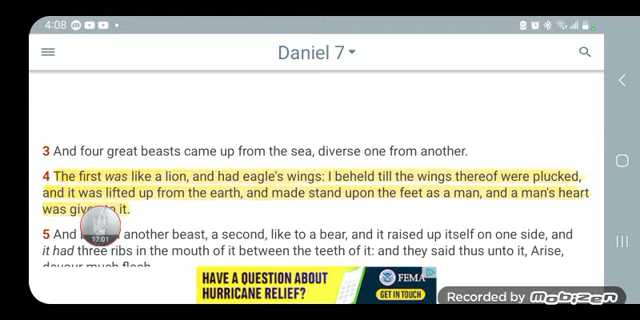 4:08
Daniel 7
3 And four great beasts came up from the sea, diverse one from another.
4 The first was like a lion, and had eagle's wings: I beheld till the wings thereof were plucked,
and it was lifted up from the earth, and made stand upon the feet as a man, and a man's heart
was given to it.
17:01
5 And another beast, a second, like to a bear, and it raised up itself on one side, and
it had three ribs in the mouth of it between the teeth of it: and they said thus unto it, Arise,
devour much flesh.
HAVE A QUESTION ABOUT
HURRICANE RELIEF?
FEMA
GET IN TOUCH
Recorded by Mobizen